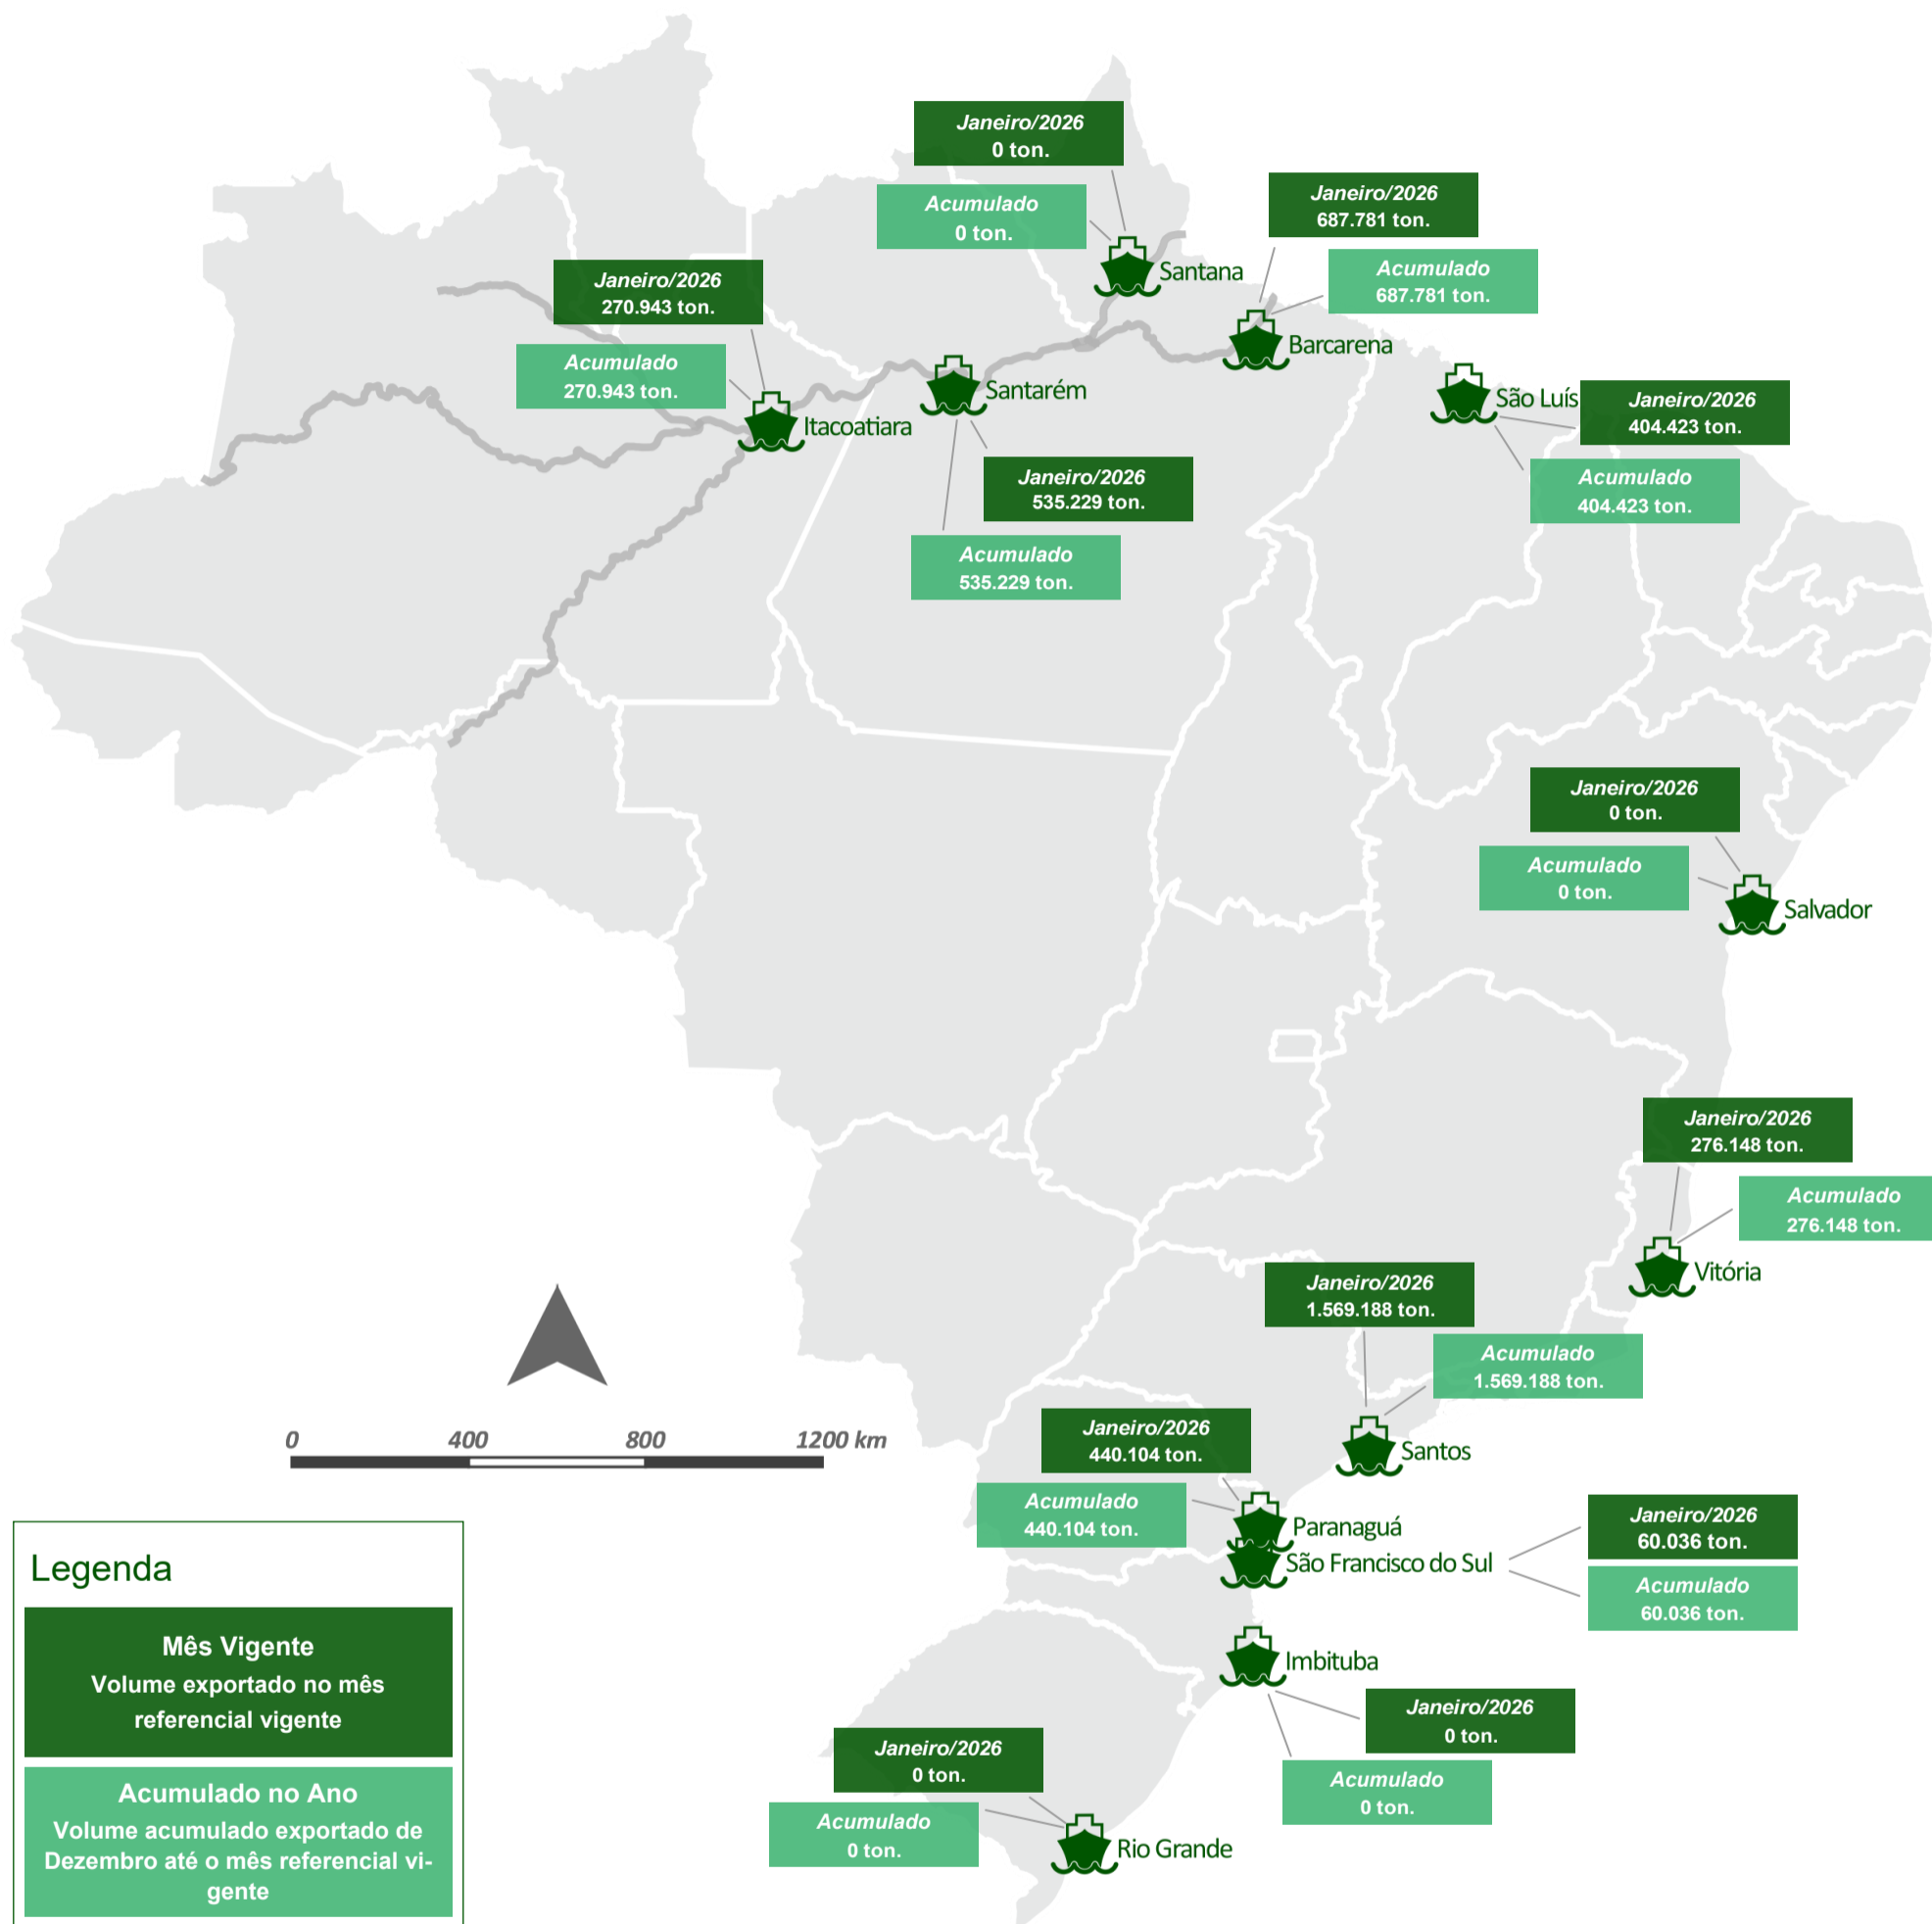 Janeiro/2026
0 ton.
Acumulado
0 ton.
Santana
Janeiro/2026
687.781 ton.
Acumulado
687.781 ton.
Barcarena
Janeiro/2026
270.943 ton.
Acumulado
270.943 ton.
Itacoatiara
Santarém
Janeiro/2026
535.229 ton.
Acumulado
535.229 ton.
São Luís
Janeiro/2026
404.423 ton.
Acumulado
404.423 ton.
Janeiro/2026
0 ton.
Acumulado
0 ton.
Salvador
Janeiro/2026
276.148 ton.
Acumulado
276.148 ton.
Vitória
Janeiro/2026
1.569.188 ton.
Acumulado
1.569.188 ton.
Santos
Janeiro/2026
440.104 ton.
Acumulado
440.104 ton.
Paranaguá
São Francisco do Sul
Janeiro/2026
60.036 ton.
Acumulado
60.036 ton.
Imbituba
Janeiro/2026
0 ton.
Acumulado
0 ton.
Janeiro/2026
0 ton.
Acumulado
0 ton.
Rio Grande
0 400 800 1200 km
Legenda
Mês Vigente
Volume exportado no mês
referencial vigente
Acumulado no Ano
Volume acumulado exportado de
Dezembro até o mês referencial vi-
gente